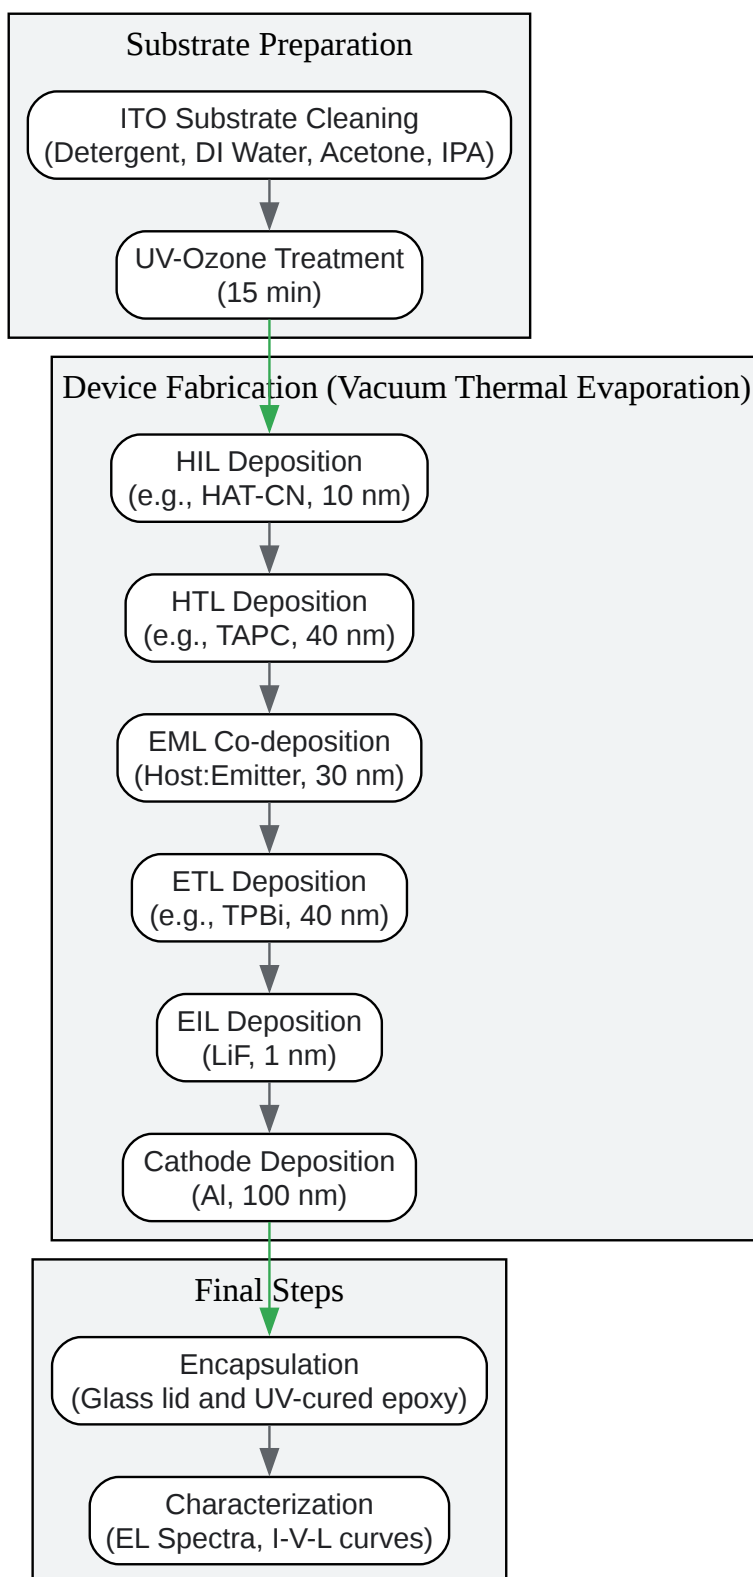 Substrate Preparation
ITO Substrate Cleaning
(Detergent, DI Water, Acetone, IPA)
UV-Ozone Treatment
(15 min)
Device Fabrication (Vacuum Thermal Evaporation)
HIL Deposition
(e.g., HAT-CN, 10 nm)
HTL Deposition
(e.g., TAPC, 40 nm)
EML Co-deposition
(Host:Emitter, 30 nm)
ETL Deposition
(e.g., TPBi, 40 nm)
EIL Deposition
(LiF, 1 nm)
Cathode Deposition
(Al, 100 nm)
Final Steps
Encapsulation
(Glass lid and UV-cured epoxy)
Characterization
(EL Spectra, I-V-L curves)